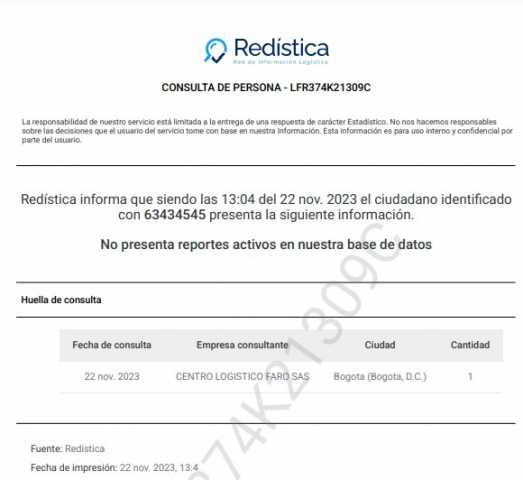 Redística
Red de Información Logística
CONSULTA DE PERSONA - LFR374K21309C
La responsabilidad de nuestro servicio está limitada a la entrega de una respuesta de carácter Estadístico. No nos hacemos responsables
sobre las decisiones que el usuario del servicio tome con base en nuestra Información. Esta información es para uso interno y confidencial por
parte del usuario.
Redística informa que siendo las 13:04 del 22 nov. 2023 el ciudadano identificado
con 63434545 presenta la siguiente información.
No presenta reportes activos en nuestra base de datos
Huella de consulta
Fecha de consulta Empresa consultante Ciudad Cantidad
22 nov. 2023 CENTRO LOGISTICO FARO SAS Bogota (Bogota, D.C.) 1
Fuente: Redistica
Fecha de impresión: 22 nov. 2023, 13:4
374K21309C